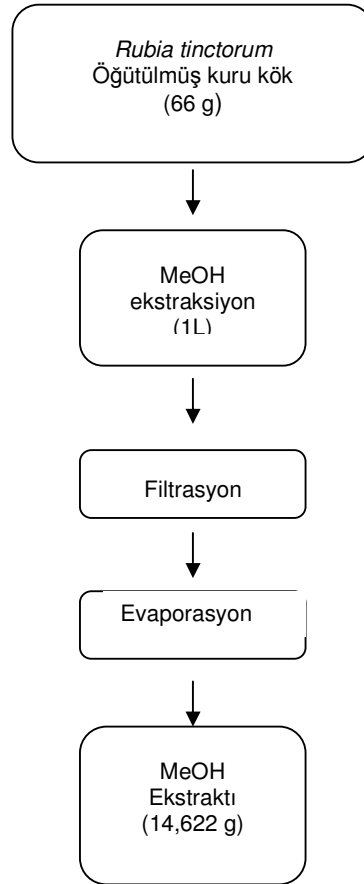 Rubia tinctorum
Öğütülmüş kuru kök
(66 g)
MeOH
ekstraksiyon
(1L)
Filtrasyon
Evaporasyon
MeOH
Ekstraktı
(14,622 g)